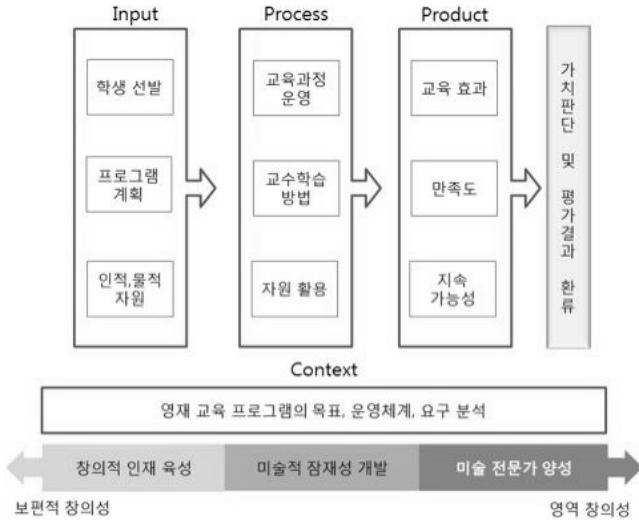 Input
Process
Product
학생 선발
프로그램
계획
인적,물적
자원
교육과정
운영
교수학습
방법
자원 활용
교육 효과
만족도
지속
가능성
가치판단 및 평가결과 환류
Context
영재 교육 프로그램의 목표, 운영체계, 요구 분석
창의적 인재 육성
미술적 잠재성 개발
미술 전문가 양성
보편적 창의성
영역 창의성